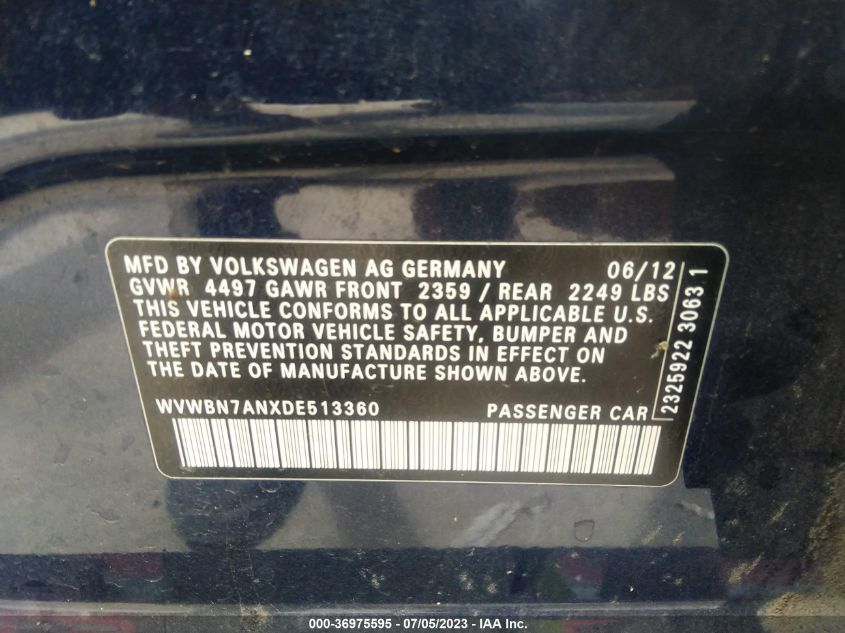 MFD BY VOLKSWAGEN AG GERMANY 06/12
GVWR 4497 GAWR FRONT 2359 / REAR 2249 LBS
THIS VEHICLE CONFORMS TO ALL APPLICABLE U.S.
FEDERAL MOTOR VEHICLE SAFETY, BUMPER AND
THEFT PREVENTION STANDARDS IN EFFECT ON
THE DATE OF MANUFACTURE SHOWN ABOVE.
WVWBN7ANXDE513360 PASSENGER CAR
2325922 3063 1
000-36975595 - 07/05/2023 - IAA Inc.